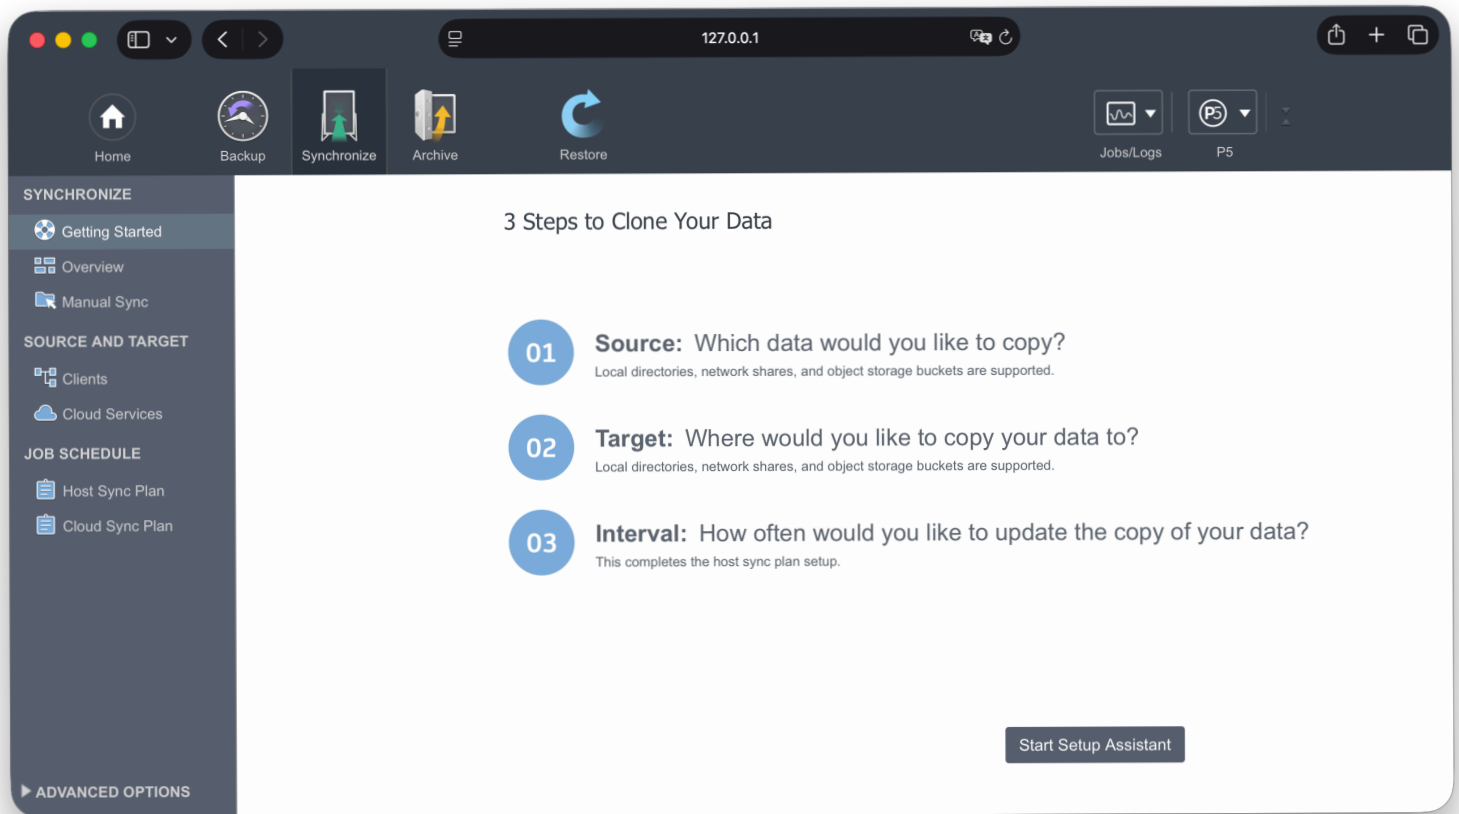 127.0.0.1
Home
Backup
Synchronize
Archive
Restore
Jobs/Logs
P5
P5
SYNCHRONIZE
Getting Started
Overview
Manual Sync
SOURCE AND TARGET
Clients
Cloud Services
JOB SCHEDULE
Host Sync Plan
Cloud Sync Plan
ADVANCED OPTIONS
3 Steps to Clone Your Data
01
Source: Which data would you like to copy?
Local directories, network shares, and object storage buckets are supported.
02
Target: Where would you like to copy your data to?
Local directories, network shares, and object storage buckets are supported.
03
Interval: How often would you like to update the copy of your data?
This completes the host sync plan setup.
Start Setup Assistant